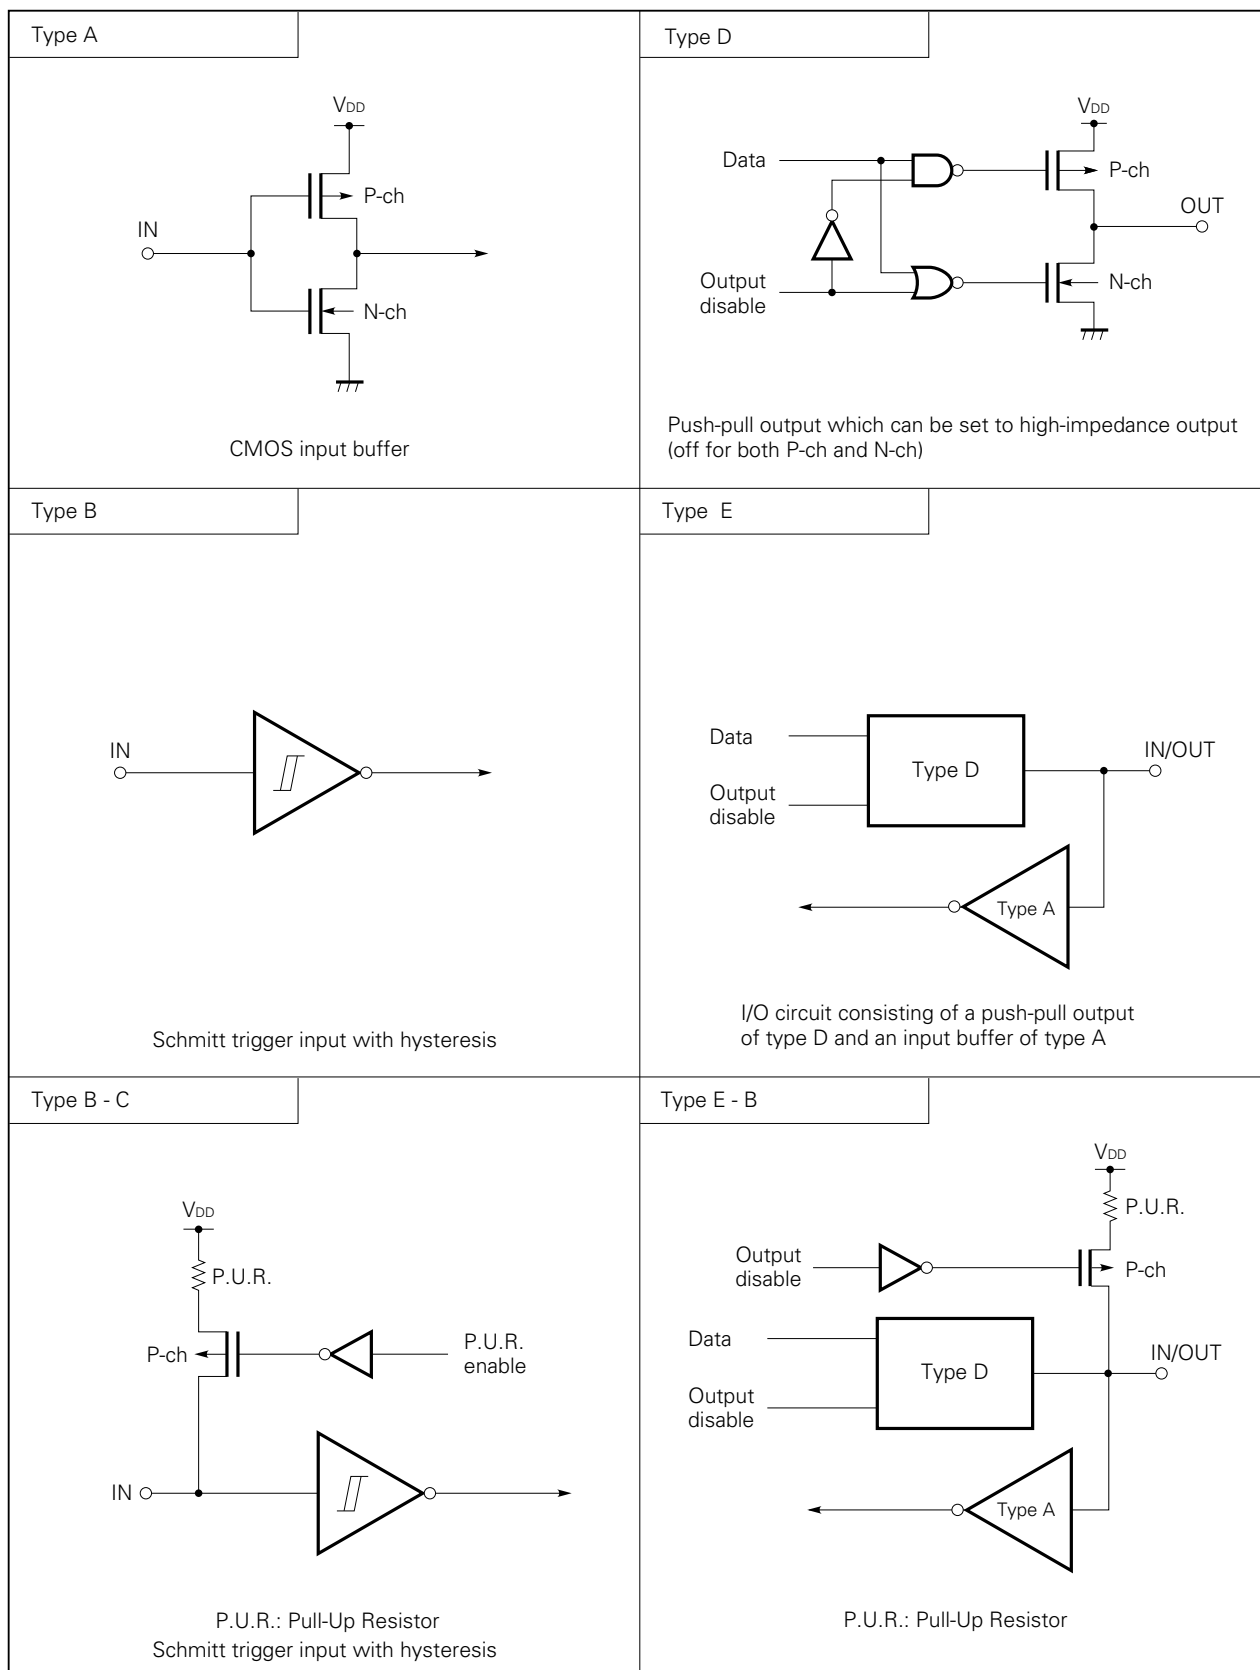 Type A
VDD
P-ch
IN
N-ch
CMOS input buffer
Type D
VDD
Data
P-ch
OUT
Output
disable
N-ch
Push-pull output which can be set to high-impedance output
(off for both P-ch and N-ch)
Type B
IN
Schmitt trigger input with hysteresis
Type E
Data
Type D
IN/OUT
Output
disable
Type A
I/O circuit consisting of a push-pull output
of type D and an input buffer of type A
Type B - C
VDD
P.U.R.
P-ch
P.U.R.
enable
IN
P.U.R.: Pull-Up Resistor
Schmitt trigger input with hysteresis
Type E - B
VDD
P.U.R.
Output
disable
P-ch
Data
Type D
IN/OUT
Output
disable
Type A
P.U.R.: Pull-Up Resistor